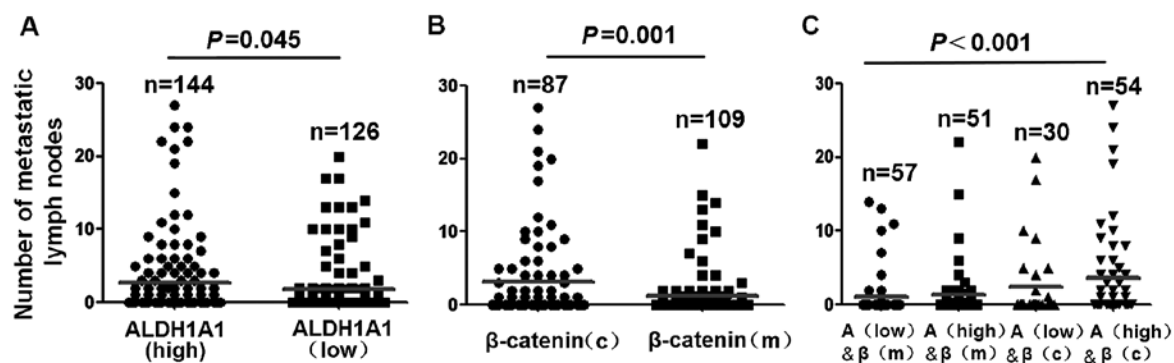 A
P=0.045
Number of metastatic
lymph nodes
30
20
10
0
n=144
n=126
ALDH1A1
(high)
ALDH1A1
(low)
B
P=0.001
30
20
10
0
n=87
n=109
β-catenin(c)
β-catenin(m)
C
P<0.001
30
20
10
0
n=57
n=51
n=30
n=54
A (low)
&β (m)
A (high)
&β (m)
A (low)
&β (c)
A (high)
&β (c)